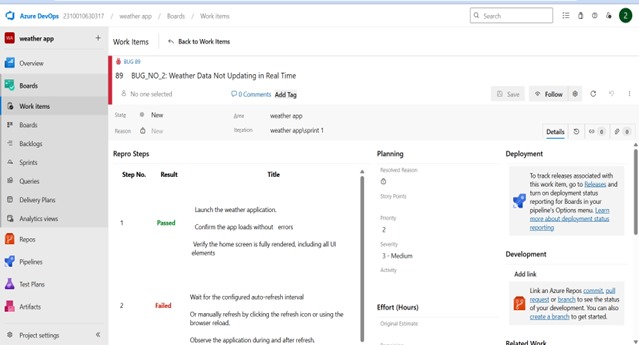 Azure DevOps 2310010630317 / weather app / Boards / Work items
Search
2
WA weather app +
Overview
Boards
Work items
Boards
Backlogs
Sprints
Queries
Delivery Plans
Analytics views
Repos
Pipelines
Test Plans
Artifacts
Project settings
Work Items Back to Work Items
BUG 89
89 BUG_NO_2: Weather Data Not Updating in Real Time
No one selected
0 Comments Add Tag
Save Follow
State New Area weather app
Reason New Iteration weather app\sprint 1
Details 0 0
Repro Steps
Step No. Result Title
1 Passed
Launch the weather application.
Confirm the app loads without errors
Verify the home screen is fully rendered, including all UI
elements
2 Failed
Wait for the configured auto-refresh interval
Or manually refresh by clicking the refresh icon or using the
browser reload.
Observe the application during and after refresh.
Planning
Resolved Reason
Story Points
Priority
2
Severity
3 - Medium
Activity
Effort (Hours)
Original Estimate
Deployment
To track releases associated with
this work item, go to Releases and
turn on deployment status
reporting for Boards in your
pipeline's Options menu. Learn
more about deployment status
reporting
Development
Add link
Link an Azure Repos commit, pull
request or branch to see the status
of your development. You can also
create a branch to get started.
Related Work